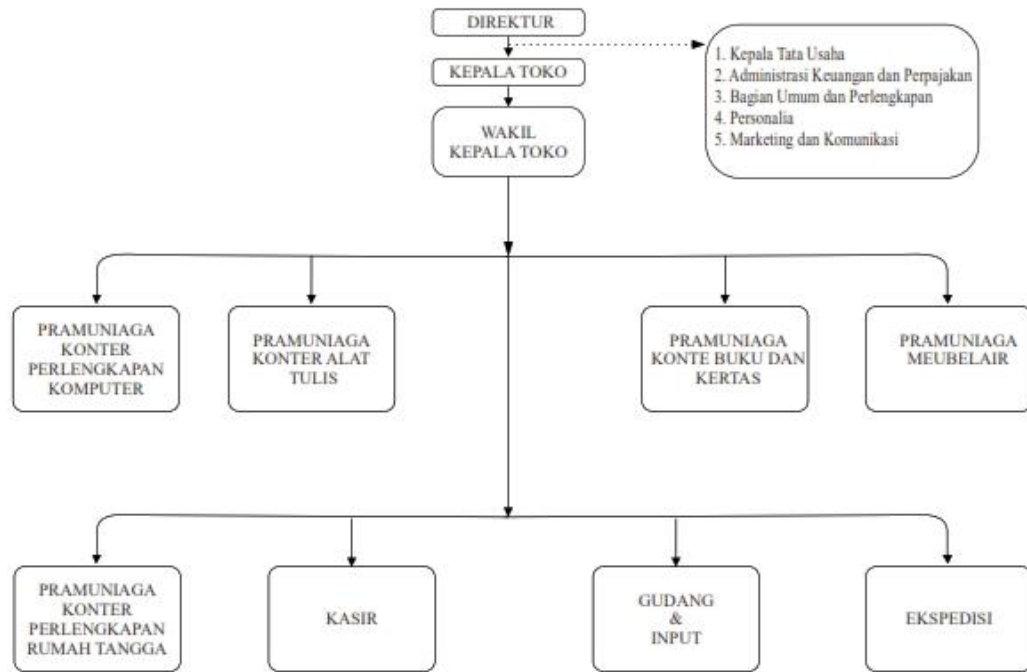 DIREKTUR
1. Kepala Tata Usaha
2. Administrasi Keuangan dan Perpajakan
3. Bagian Umum dan Perlengkapan
4. Personalia
5. Marketing dan Komunikasi
KEPALA TOKO
WAKIL
KEPALA TOKO
PRAMUNIAGA
KONTER
PERLENGKAPAN
KOMPUTER
PRAMUNIAGA
KONTER ALAT
TULIS
PRAMUNIAGA
KONTE BUKU DAN
KERTAS
PRAMUNIAGA
MEUBELAIR
PRAMUNIAGA
KONTER
PERLENGKAPAN
RUMAH TANGGA
KASIR
GUDANG
&
INPUT
EKSPEDISI